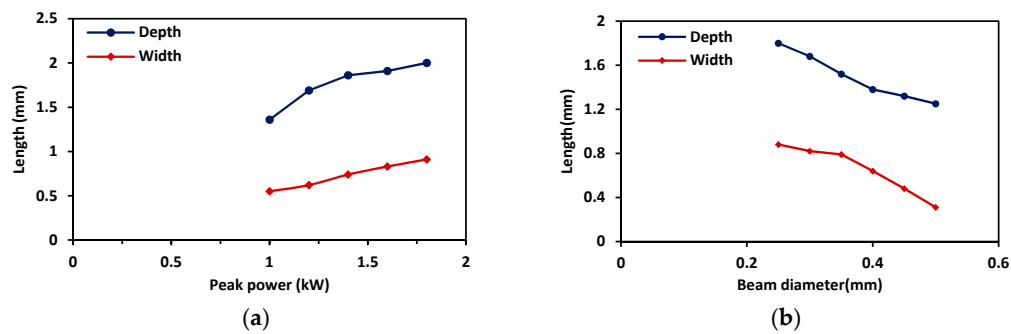 2.5
2
1.5
1
0.5
0
Length (mm)
Depth
Width
0
0.5
1
1.5
2
Peak power (kW)
(a)
2
1.6
1.2
0.8
0.4
0
Length(mm)
Depth
Width
0
0.2
0.4
0.6
Beam diameter(mm)
(b)